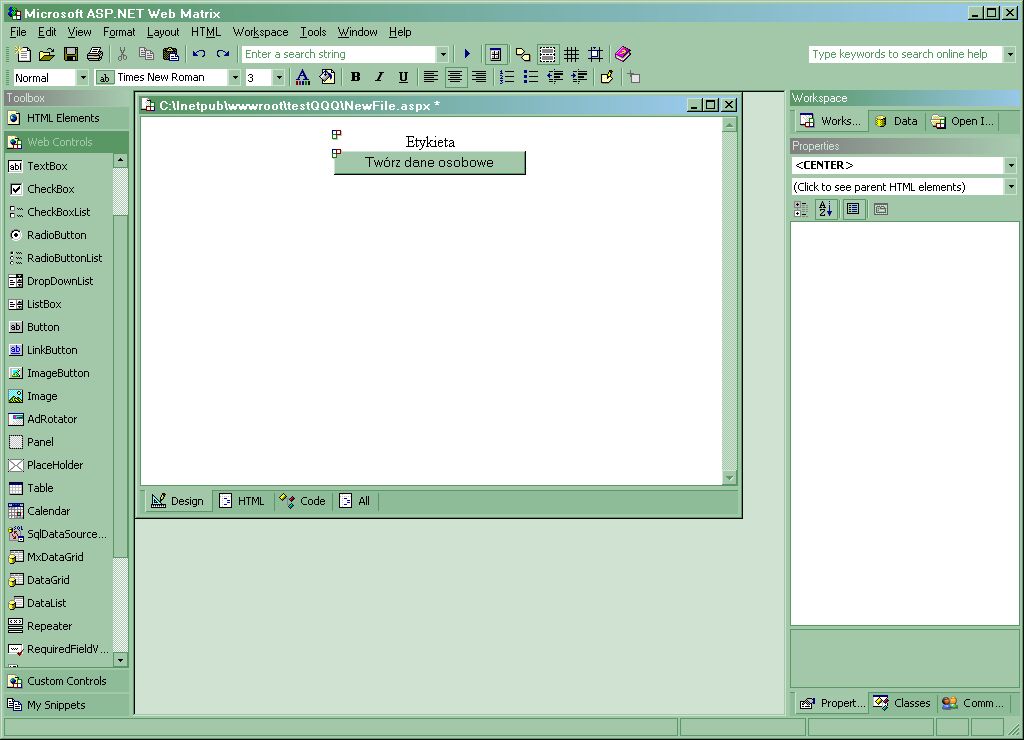 Microsoft ASP.NET Web Matrix
File Edit View Format Layout Text HTML Workspace Tools Window Help
Enter a search string
Type keywords to search online help
Normal Times New Roman 3
B I U
Toolbox
HTML Elements
Web Controls
TextBox
CheckBox
CheckBoxList
RadioButton
RadioButtonList
DropDownList
ListBox
Button
LinkButton
ImageButton
Image
AdRotator
Panel
PlaceHolder
Table
Calendar
SqlDataSource...
MxDataGrid
DataGrid
DataList
Repeater
RequiredFieldV...
Custom Controls
My Snippets
C:\Inetpub\wwwroot\testQQQ\NewFile.aspx *
Etykieta
Twórz dane osobowe
Design HTML Code All
Workspace
Works... Data Open I...
Properties
<CENTER>
(Click to see parent HTML elements)
Propert... Classes Comm...